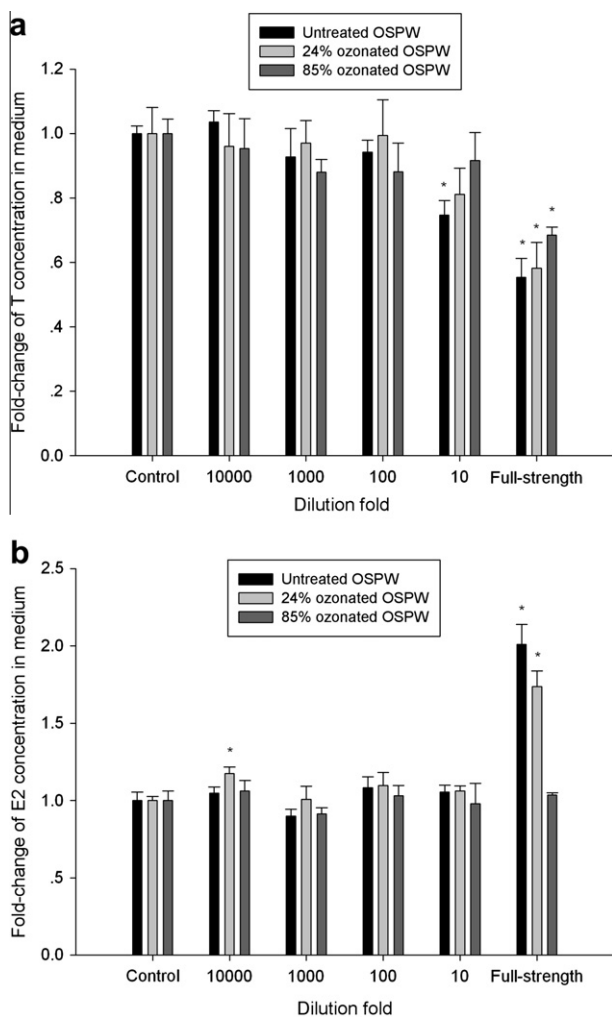 a
Untreated OSPW
24% ozonated OSPW
85% ozonated OSPW
Fold-change of T concentration in medium
1.2
1.0
.8
.6
.4
.2
0.0
*
* * *
Control 10000 1000 100 10 Full-strength
Dilution fold
b
Untreated OSPW
24% ozonated OSPW
85% ozonated OSPW
Fold-change of E2 concentration in medium
2.5
2.0
1.5
1.0
.5
0.0
*
* *
Control 10000 1000 100 10 Full-strength
Dilution fold